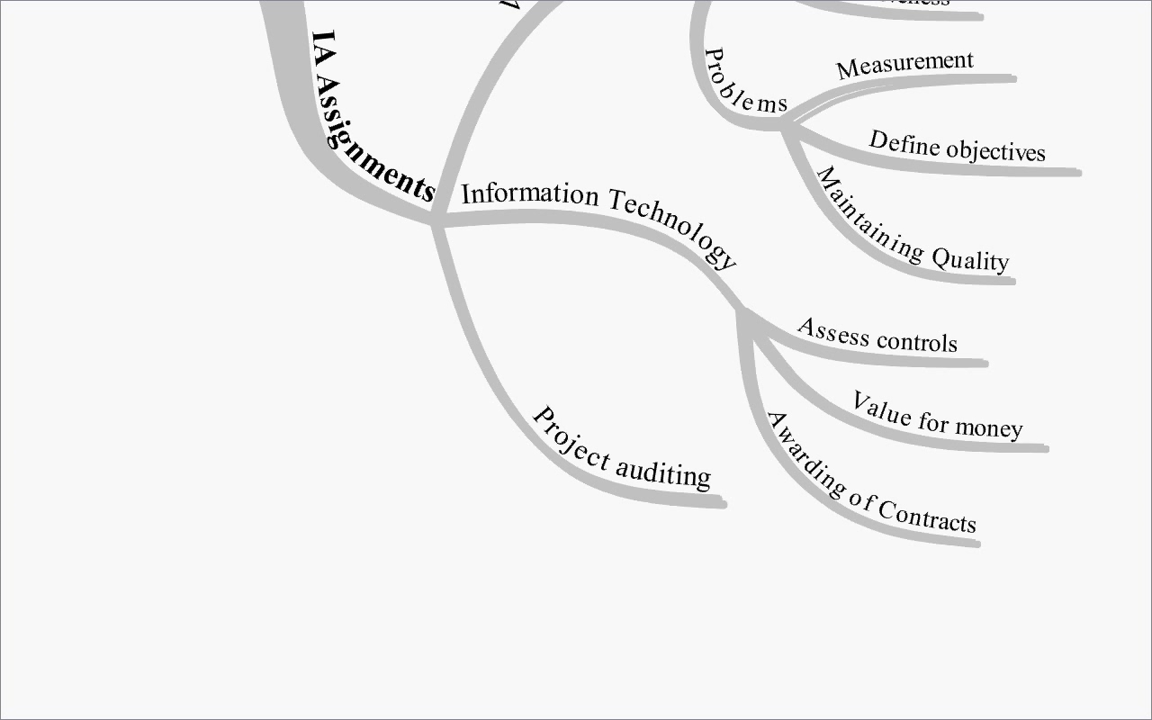 IA Assignments
Problems
Measurement
Define objectives
Maintaining Quality
Information Technology
Assess controls
Value for money
Awarding of Contracts
Project auditing